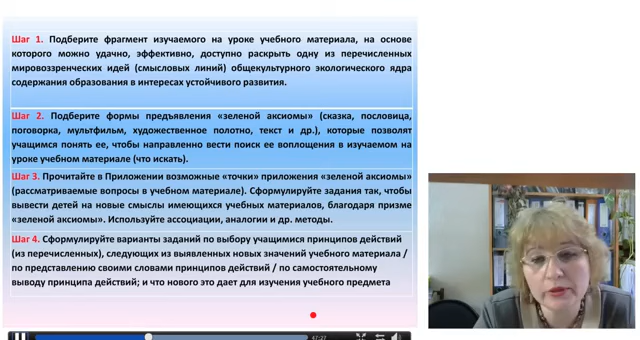 Шаг 1. Подберите фрагмент изучаемого на уроке учебного материала, на основе
которого можно удачно, эффективно, доступно раскрыть одну из перечисленных
мировоззренческих идей (смысловых линий) общекультурного экологического ядра
содержания образования в интересах устойчивого развития.
Шаг 2. Подберите формы предъявления «зеленой аксиомы» (сказка, пословица,
поговорка, мультфильм, художественное полотно, текст и др.), которые позволят
учащимся понять ее, чтобы направленно вести поиск ее воплощения в изучаемом на
уроке учебном материале (что искать).
Шаг 3. Прочитайте в Приложении возможные «точки» приложения «зеленой аксиомы»
(рассматриваемые вопросы в учебном материале). Сформулируйте задания так, чтобы
вывести детей на новые смыслы имеющихся учебных материалов, благодаря призме
«зеленой аксиомы». Используйте ассоциации, аналогии и др. методы.
Шаг 4. Сформулируйте варианты заданий по выбору учащимися принципов действий
(из перечисленных), следующих из выявленных новых значений учебного материала /
по представлению своими словами принципов действий / по самостоятельному
выводу принципа действий; и что нового это дает для изучения учебного предмета